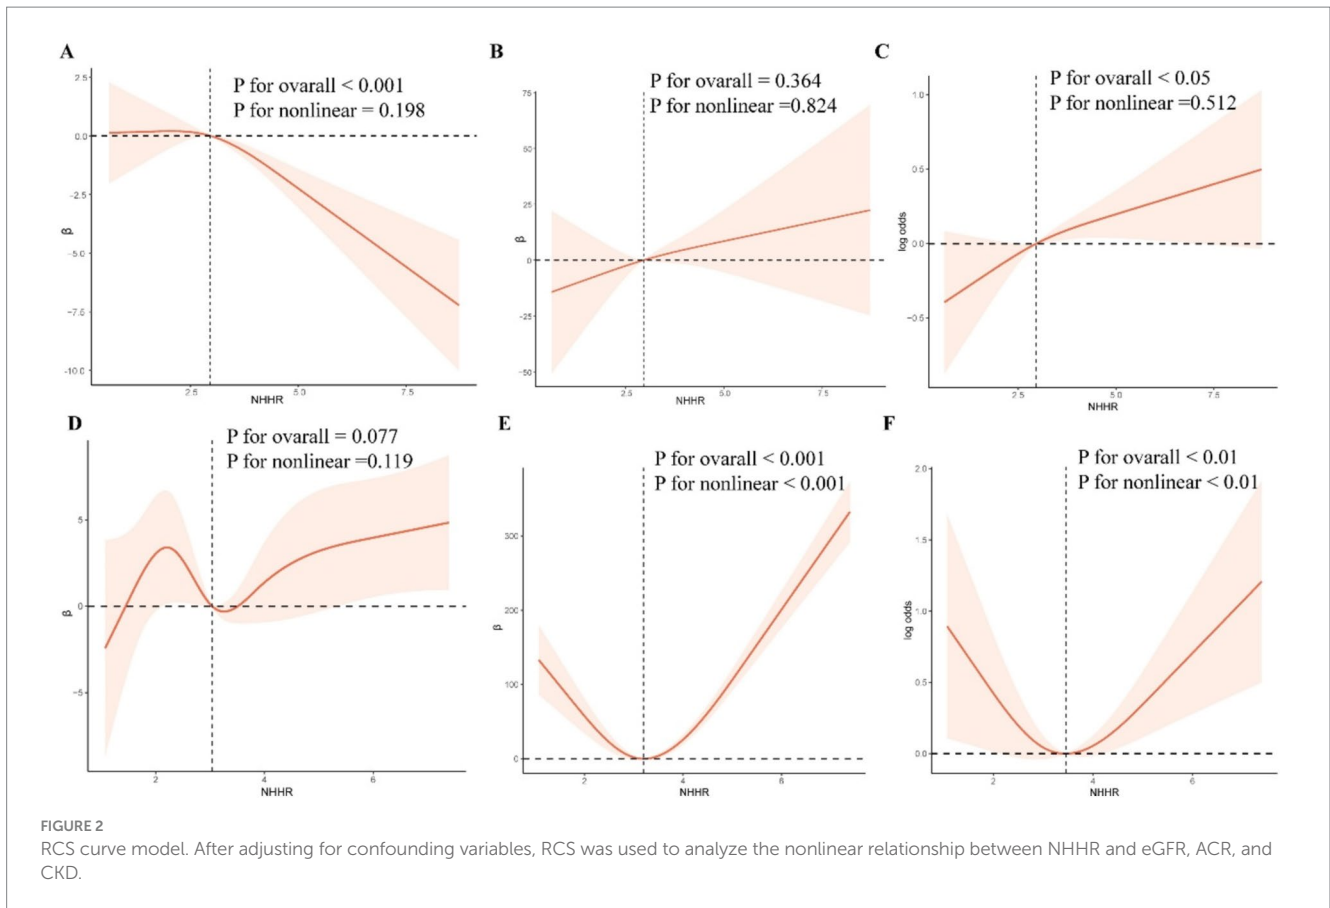 A
P for ovarall < 0.001
P for nonlinear = 0.198
2.5
0.0
-2.5
-5.0
-7.5
-10.0
β
2.5
5.0
7.5
NHHR
B
P for ovarall = 0.364
P for nonlinear =0.824
75
50
25
0
−25
−50
β
2.5
5.0
7.5
NHHR
C
P for ovarall < 0.05
P for nonlinear =0.512
1.0
0.5
0.0
−0.5
log odds
2.5
5.0
7.5
NHHR
D
P for ovarall = 0.077
P for nonlinear =0.119
5
0
−5
β
2
4
6
NHHR
E
P for ovarall < 0.001
P for nonlinear < 0.001
300
200
100
0
β
2
4
6
NHHR
F
P for ovarall < 0.01
P for nonlinear < 0.01
2.0
1.5
1.0
0.5
0.0
log odds
2
4
6
NHHR
FIGURE 2
RCS curve model. After adjusting for confounding variables, RCS was used to analyze the nonlinear relationship between NHHR and eGFR, ACR, and
CKD.